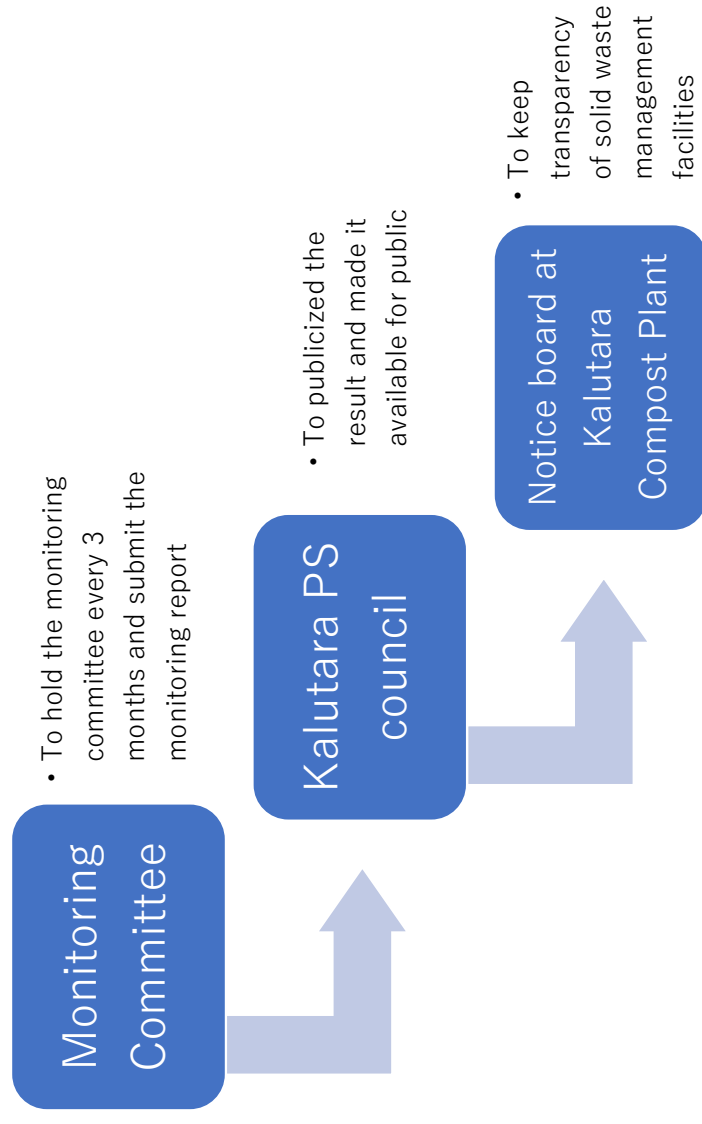 Monitoring
Committee
• To hold the monitoring
committee every 3
months and submit the
monitoring report
Kalutara PS
council
• To publicized the
result and made it
available for public
Notice board at
Kalutara
Compost Plant
• To keep
transparency
of solid waste
management
facilities